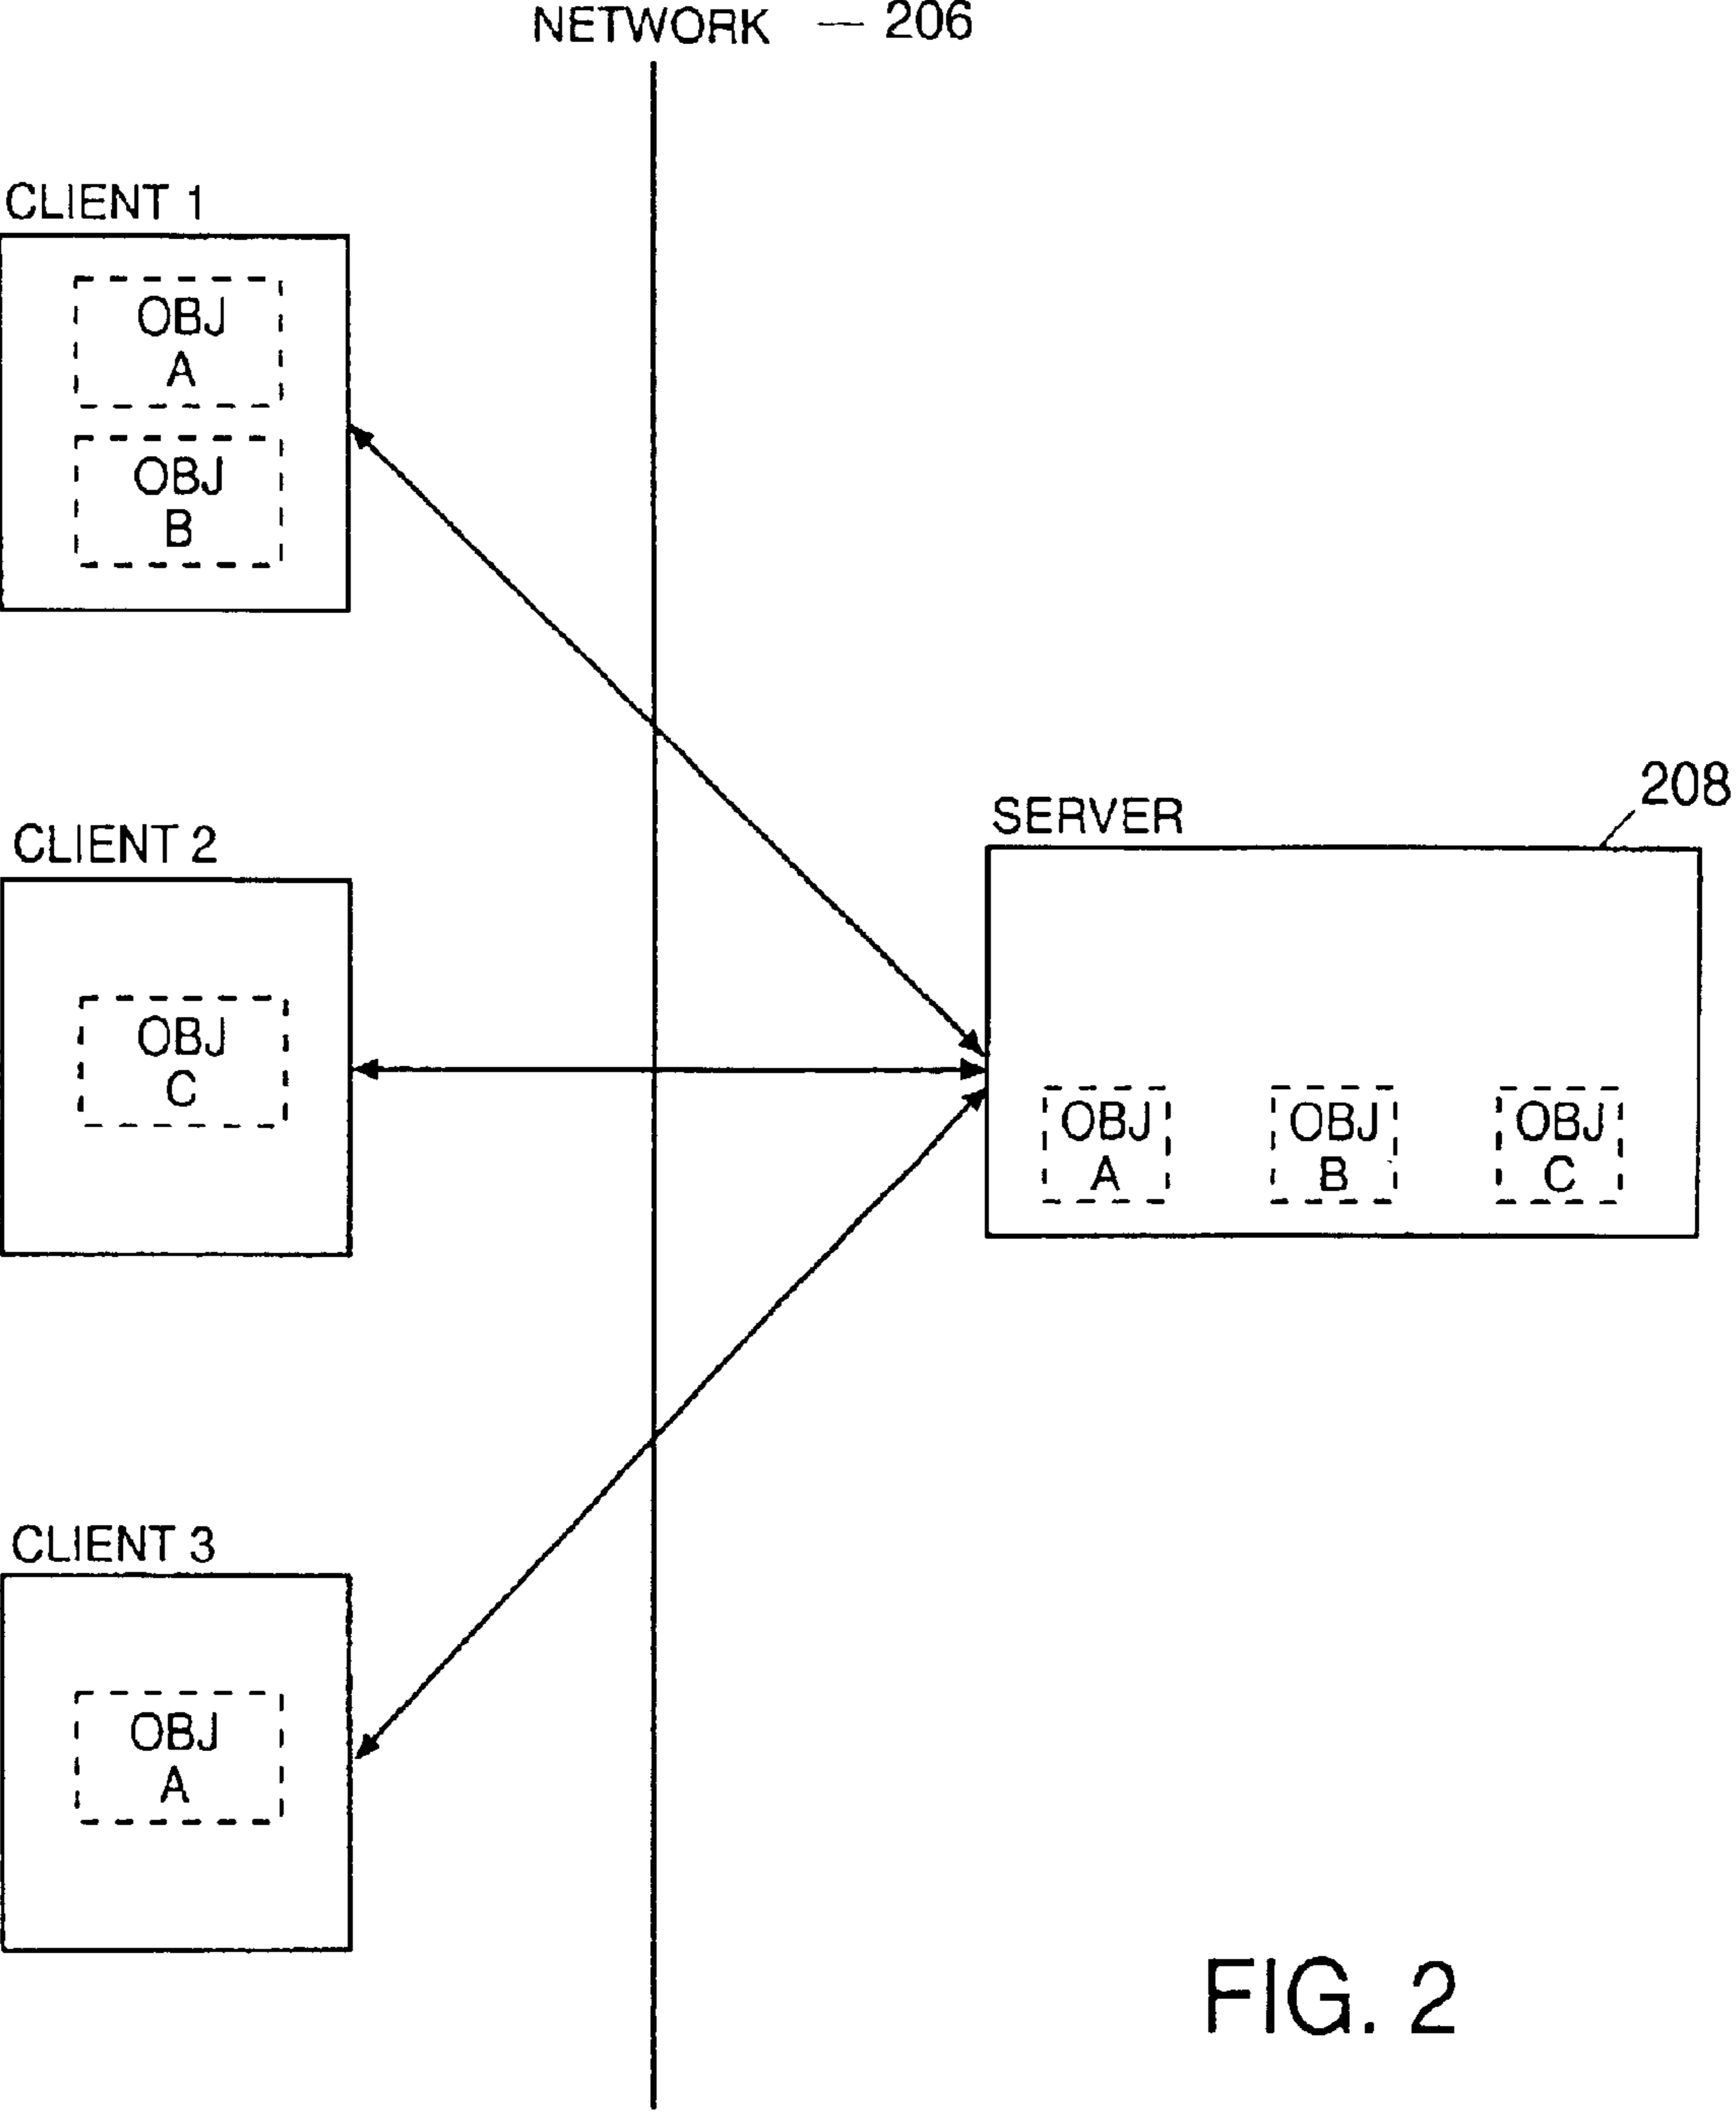 NETWORK — 206
CLIENT 1
OBJ
A
OBJ
B
CLIENT 2
OBJ
C
208
SERVER
OBJ
A
OBJ
B
OBJ
C
CLIENT 3
OBJ
A
FIG. 2